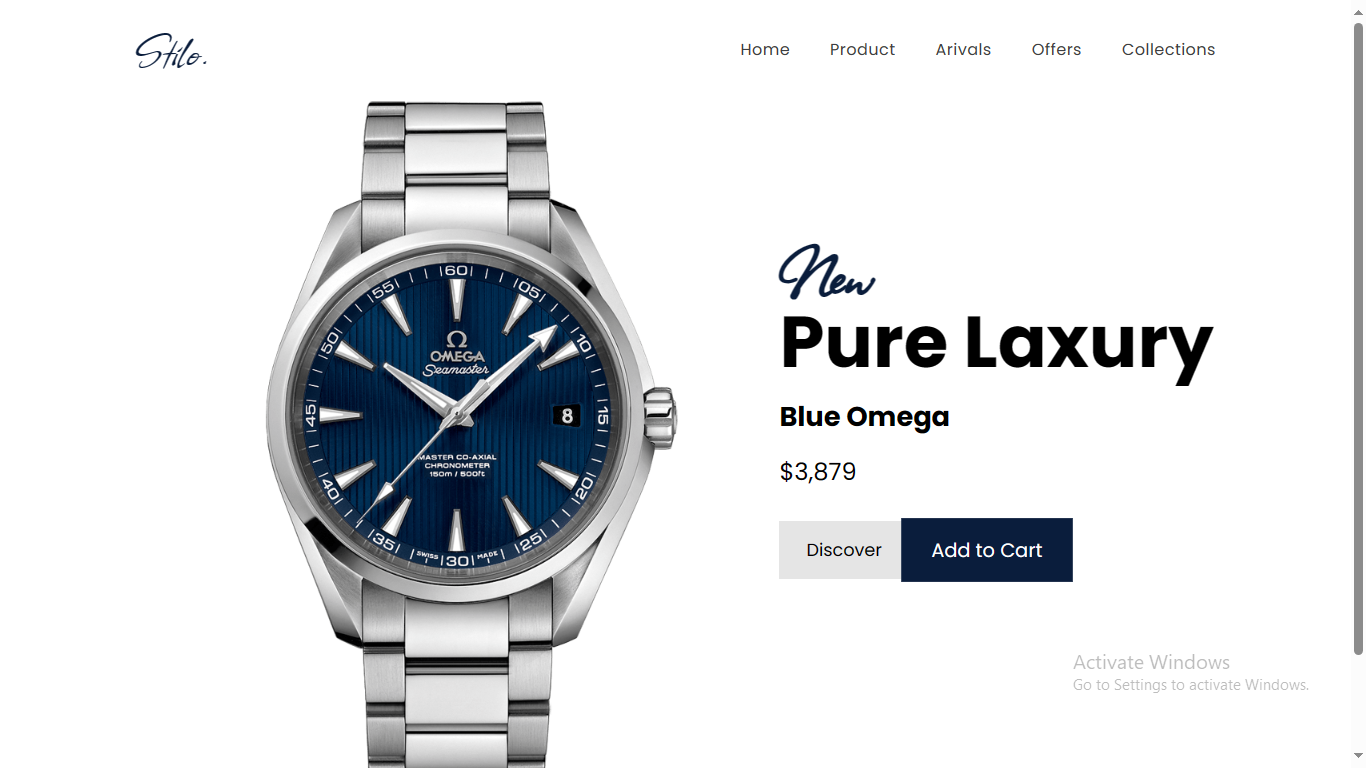 Stilo.
Home Product Arivals Offers Collections
60
55 05
50 10
Ω
OMEGA
Seamaster
45 8 15
MASTER CO-AXIAL
CHRONOMETER
150m / 500ft
40 20
35 25
SWISS 30 MADE
New
Pure Laxury
Blue Omega
$3,879
Discover Add to Cart
Activate Windows
Go to Settings to activate Windows.